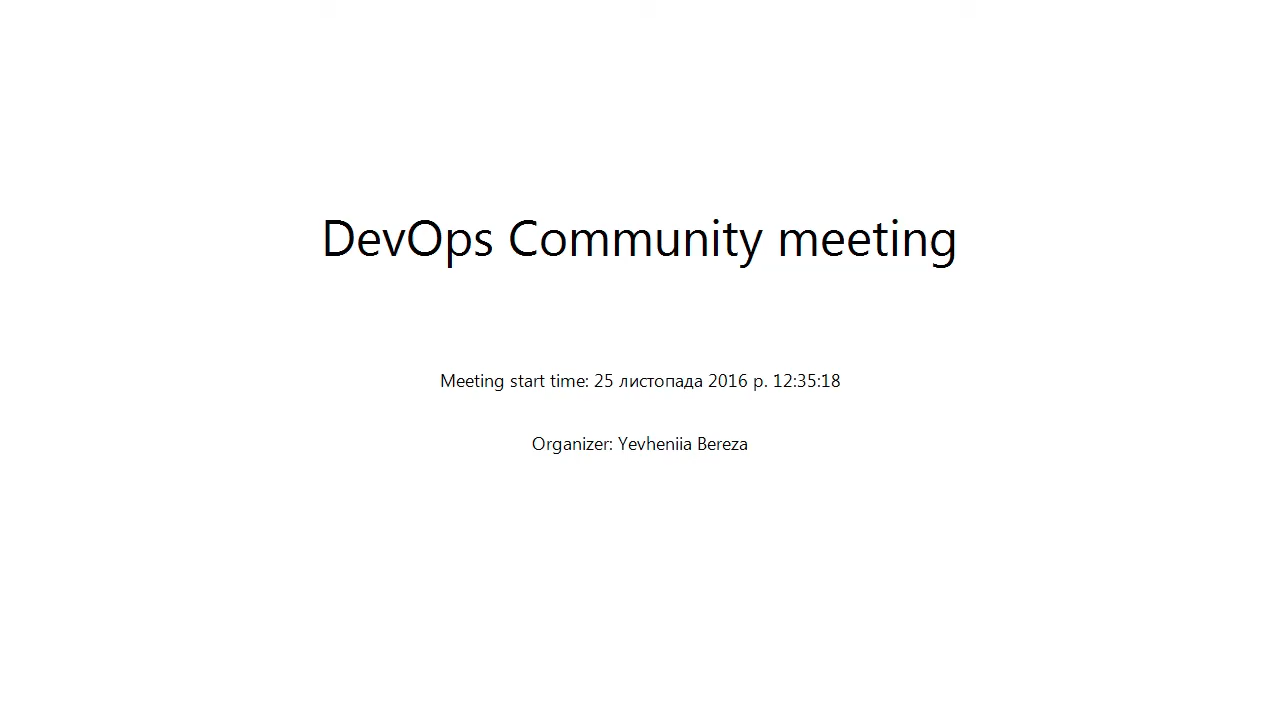 DevOps Community meeting
Meeting start time: 25 листопада 2016 р. 12:35:18
Organizer: Yevheniia Bereza